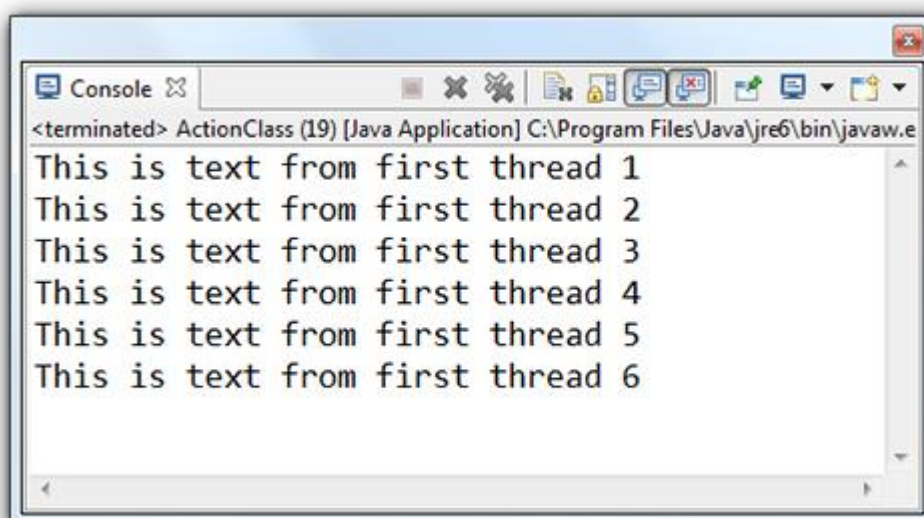 Console
<terminated> ActionClass (19) [Java Application] C:\Program Files\Java\jre6\bin\javaw.e
This is text from first thread 1
This is text from first thread 2
This is text from first thread 3
This is text from first thread 4
This is text from first thread 5
This is text from first thread 6